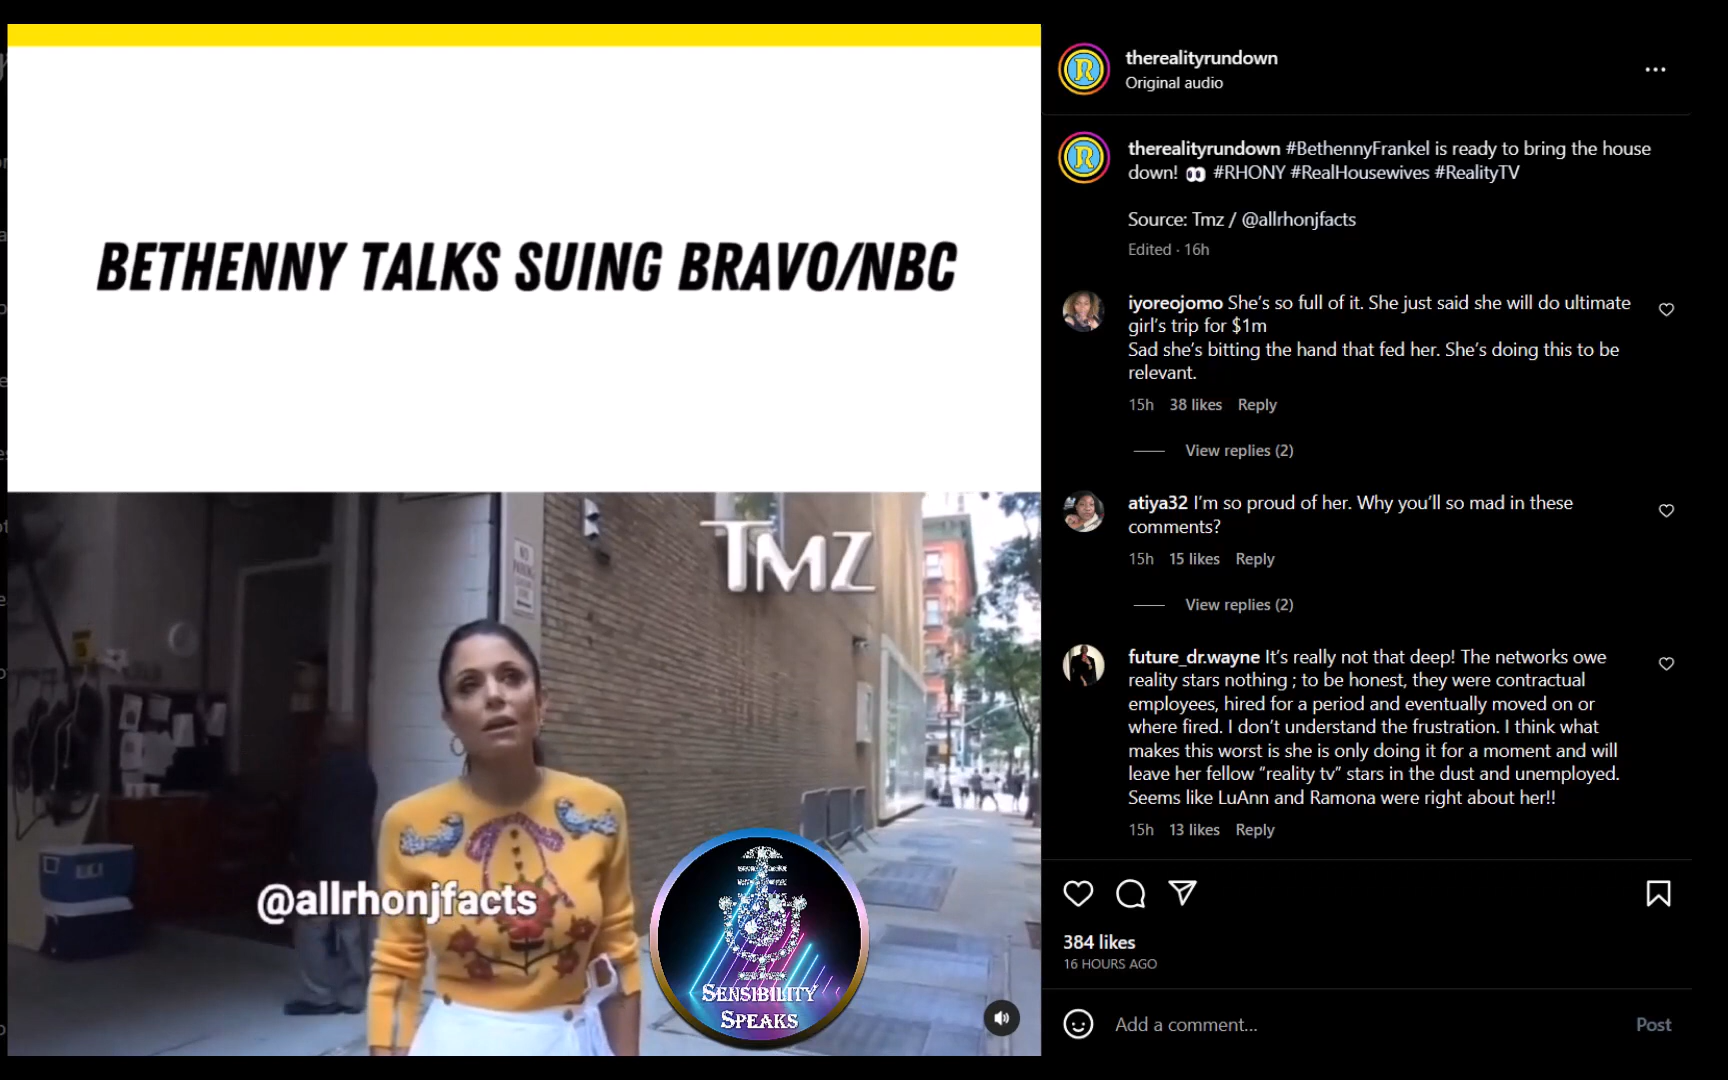 BETHENNY TALKS SUING BRAVO/NBC
TMZ
NO
PARKING
@allrhonjfacts
SENSIBILITY
SPEAKS
therealityrundown
Original audio
therealityrundown #BethennyFrankel is ready to bring the house
down! 👀 #RHONY #RealHousewives #RealityTV
Source: Tmz / @allrhonjfacts
Edited · 16h
iyoreojomo She's so full of it. She just said she will do ultimate
girl's trip for $1m
Sad she's bitting the hand that fed her. She's doing this to be
relevant.
15h 38 likes Reply
View replies (2)
atiya32 I'm so proud of her. Why you'll so mad in these
comments?
15h 15 likes Reply
View replies (2)
future_dr.wayne It's really not that deep! The networks owe
reality stars nothing ; to be honest, they were contractual
employees, hired for a period and eventually moved on or
where fired. I don't understand the frustration. I think what
makes this worst is she is only doing it for a moment and will
leave her fellow “reality tv” stars in the dust and unemployed.
Seems like LuAnn and Ramona were right about her!!
15h 13 likes Reply
384 likes
16 HOURS AGO
Add a comment...
Post